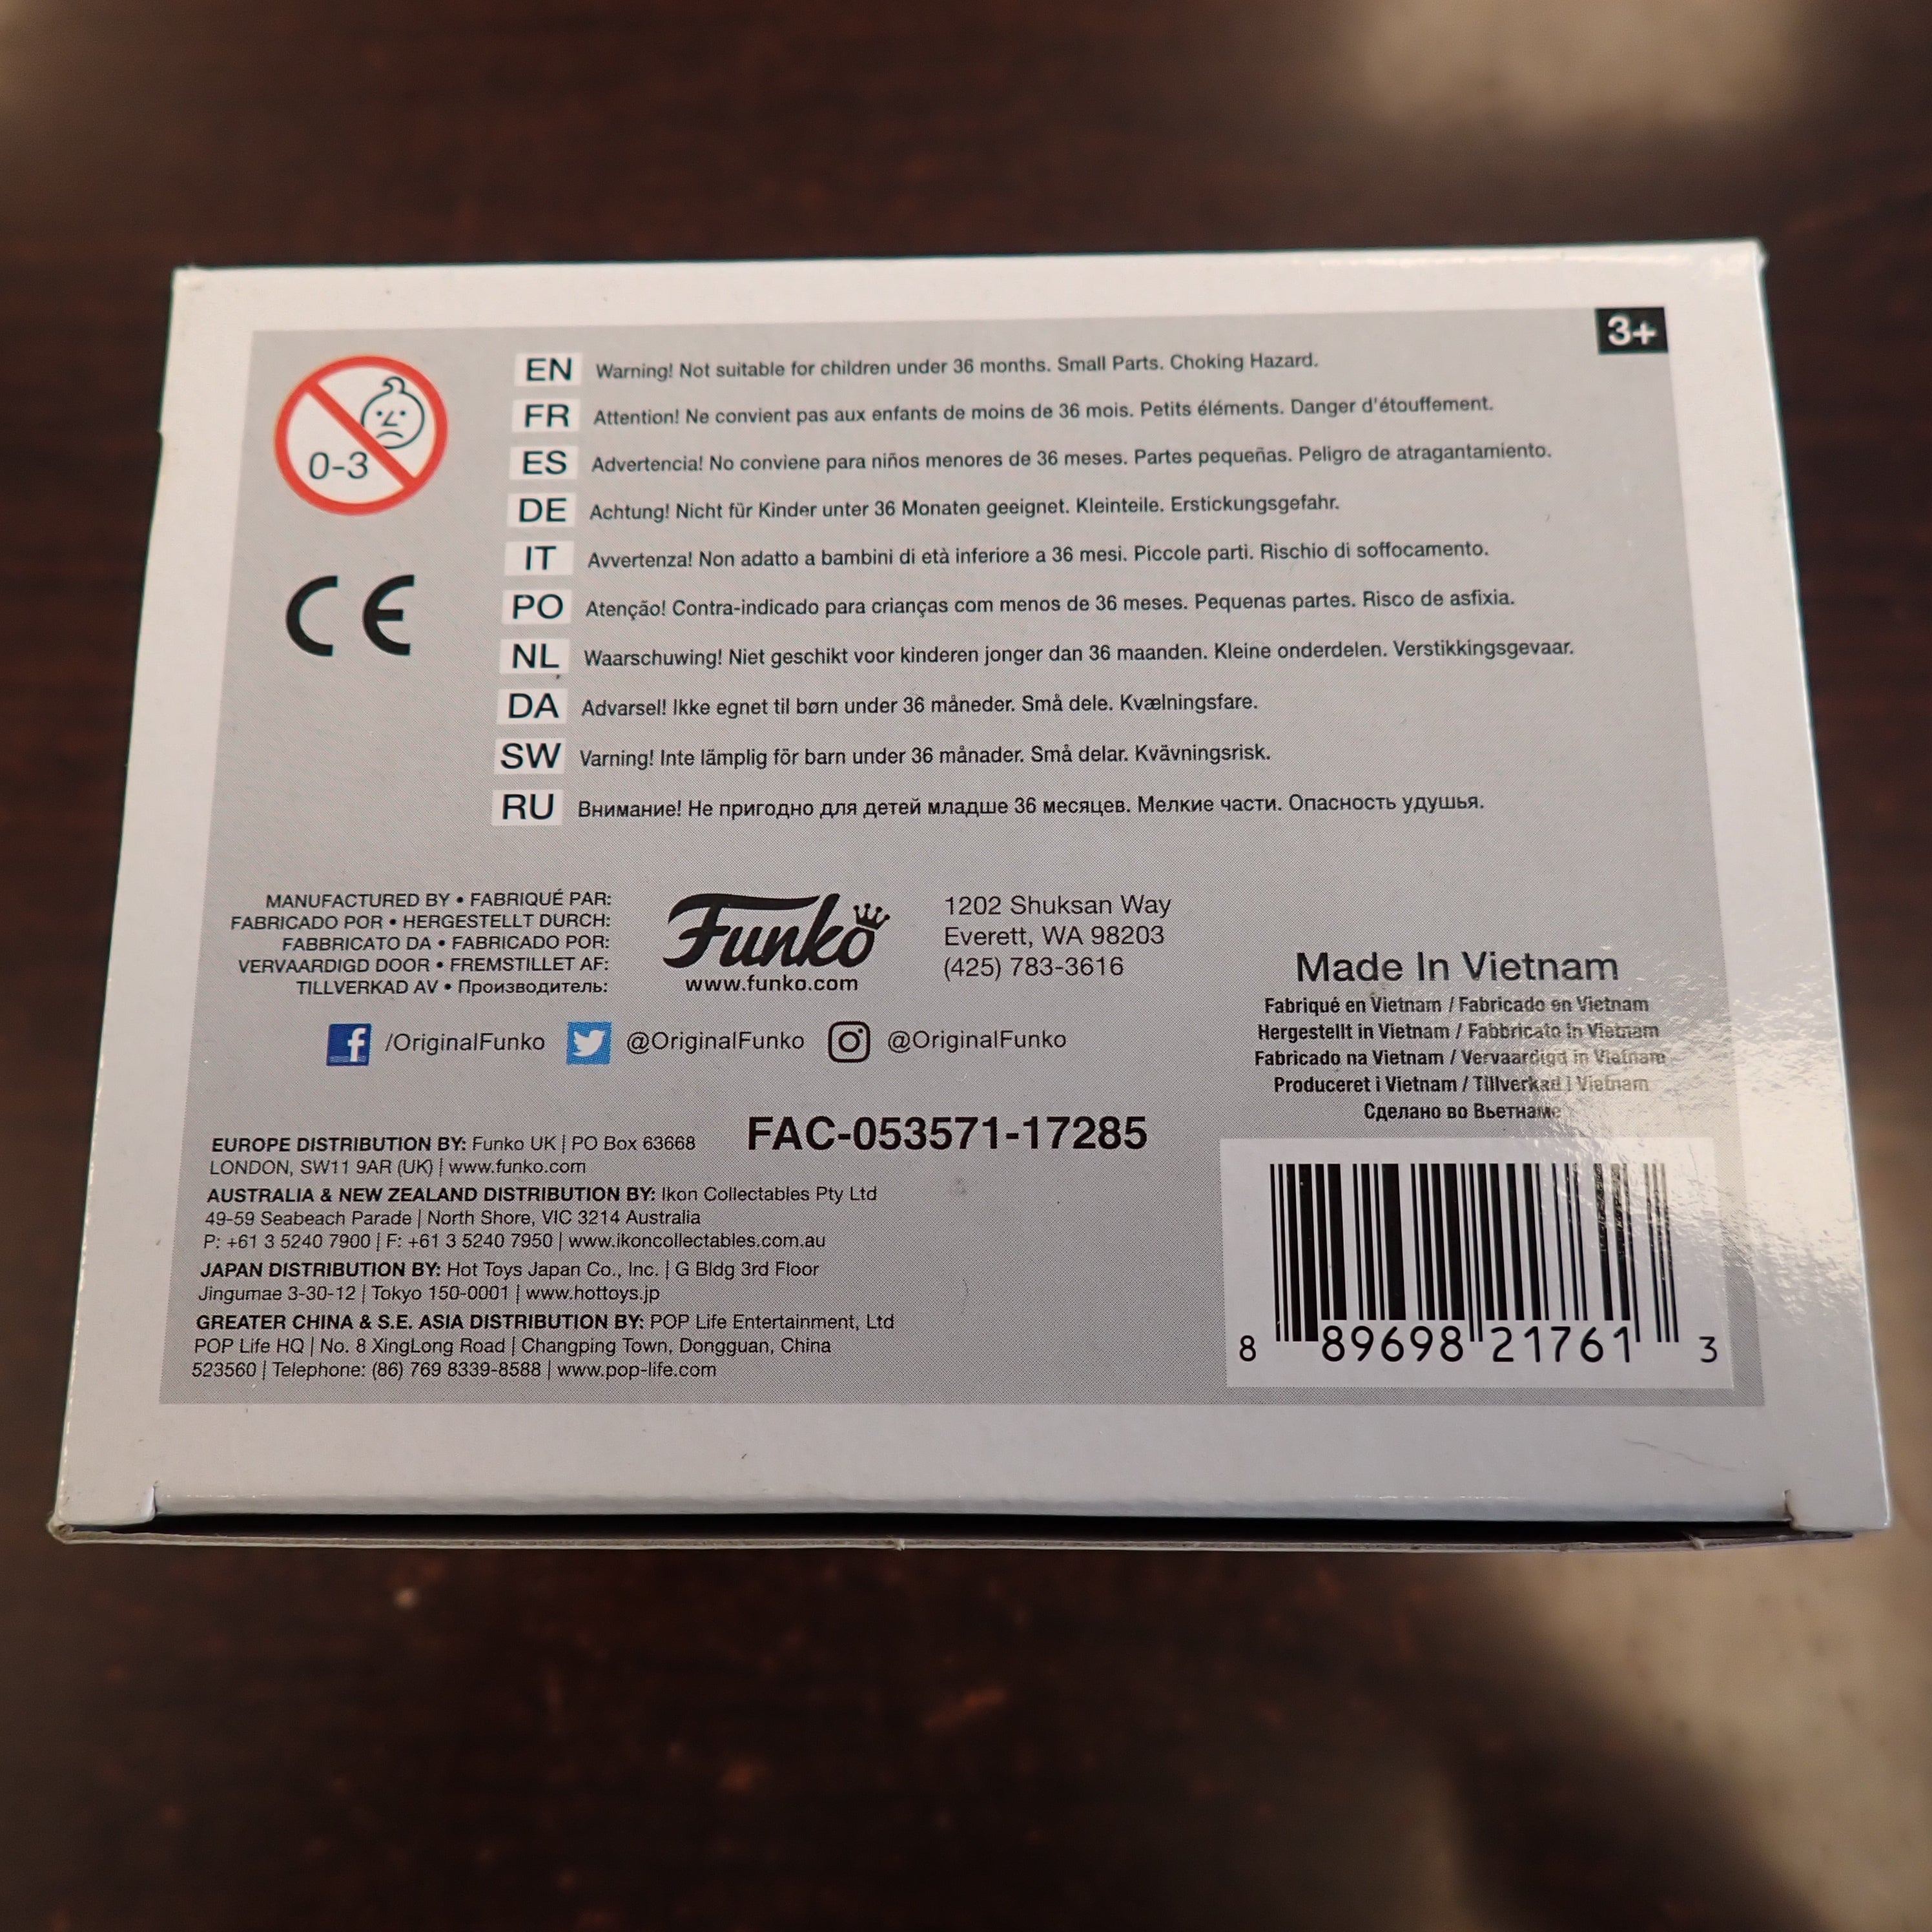 3+
0-3
CE
EN Warning! Not suitable for children under 36 months. Small Parts. Choking Hazard.
FR Attention! Ne convient pas aux enfants de moins de 36 mois. Petits éléments. Danger d'étouffement.
ES Advertencia! No conviene para niños menores de 36 meses. Partes pequeñas. Peligro de atragantamiento.
DE Achtung! Nicht für Kinder unter 36 Monaten geeignet. Kleinteile. Erstickungsgefahr.
IT Avvertenza! Non adatto a bambini di età inferiore a 36 mesi. Piccole parti. Rischio di soffocamento.
PO Atenção! Contra-indicado para crianças com menos de 36 meses. Pequenas partes. Risco de asfixia.
NL Waarschuwing! Niet geschikt voor kinderen jonger dan 36 maanden. Kleine onderdelen. Verstikkingsgevaar.
DA Advarsel! Ikke egnet til børn under 36 måneder. Små dele. Kvælningsfare.
SW Varning! Inte lämplig för barn under 36 månader. Små delar. Kvävningsrisk.
RU Внимание! Не пригодно для детей младше 36 месяцев. Мелкие части. Опасность удушья.
MANUFACTURED BY • FABRIQUÉ PAR:
FABRICADO POR • HERGESTELLT DURCH:
FABBRICATO DA • FABRICADO POR:
VERVAARDIGD DOOR • FREMSTILLET AF:
TILLVERKAD AV • Производитель:
Funko
www.funko.com
1202 Shuksan Way
Everett, WA 98203
(425) 783-3616
f /OriginalFunko @OriginalFunko @OriginalFunko
Made In Vietnam
Fabriqué en Vietnam / Fabricado en Vietnam
Hergestellt in Vietnam / Fabbricato in Vietnam
Fabricado na Vietnam / Vervaardigd in Vietnam
Produceret i Vietnam / Tillverkad i Vietnam
Сделано во Вьетнаме
FAC-053571-17285
EUROPE DISTRIBUTION BY: Funko UK | PO Box 63668
LONDON, SW11 9AR (UK) | www.funko.com
AUSTRALIA & NEW ZEALAND DISTRIBUTION BY: Ikon Collectables Pty Ltd
49-59 Seabeach Parade | North Shore, VIC 3214 Australia
P: +61 3 5240 7900 | F: +61 3 5240 7950 | www.ikoncollectables.com.au
JAPAN DISTRIBUTION BY: Hot Toys Japan Co., Inc. | G Bldg 3rd Floor
Jingumae 3-30-12 | Tokyo 150-0001 | www.hottoys.jp
GREATER CHINA & S.E. ASIA DISTRIBUTION BY: POP Life Entertainment, Ltd
POP Life HQ | No. 8 XingLong Road | Changping Town, Dongguan, China
523560 | Telephone: (86) 769 8339-8588 | www.pop-life.com
8 89698 21761 3